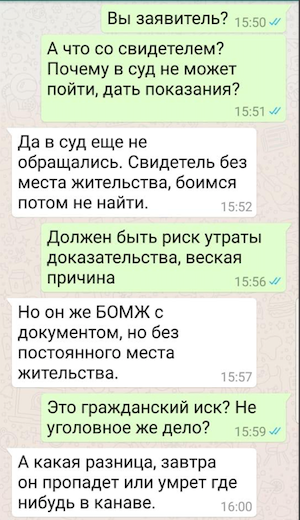 Вы заявитель? 15:50
А что со свидетелем?
Почему в суд не может
пойти, дать показания?
15:51
Да в суд еще не
обращались. Свидетель без
места жительства, боимся
потом не найти. 15:52
Должен быть риск утраты
доказательства, веская
причина 15:56
Но он же БОМЖ с
документом, но без
постоянного места
жительства. 15:57
Это гражданский иск? Не
уголовное же дело? 15:59
А какая разница, завтра
он пропадет или умрет где
нибудь в канаве. 16:00